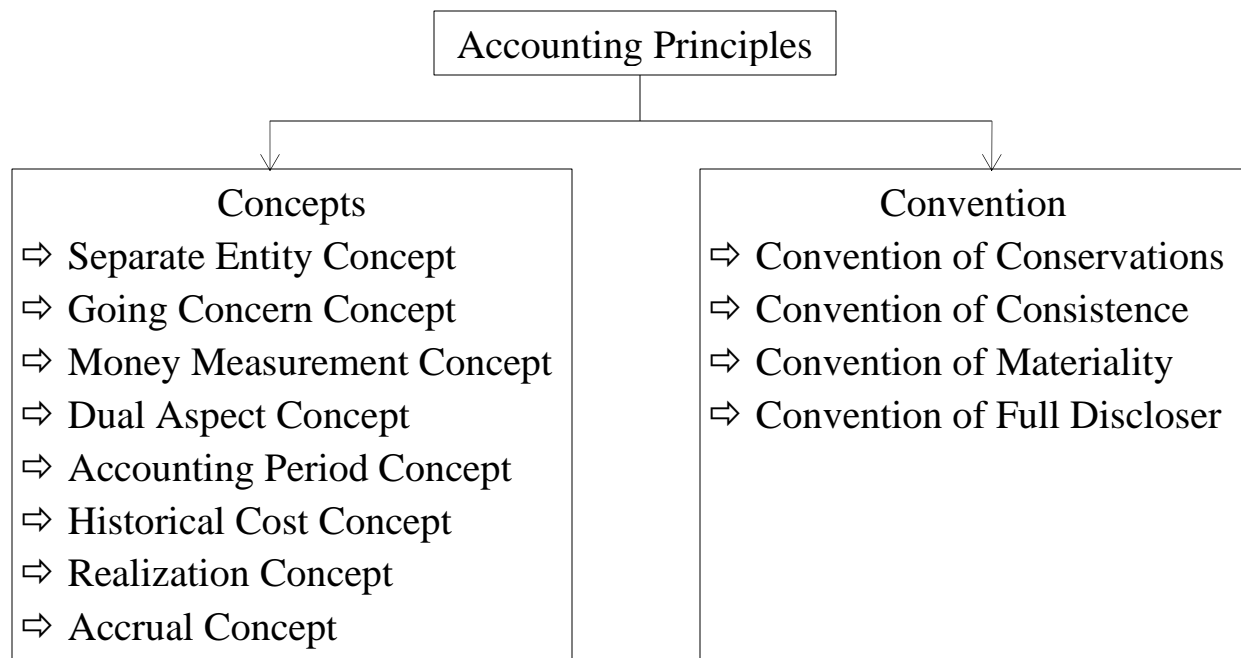 Accounting Principles
Concepts
⇨ Separate Entity Concept
⇨ Going Concern Concept
⇨ Money Measurement Concept
⇨ Dual Aspect Concept
⇨ Accounting Period Concept
⇨ Historical Cost Concept
⇨ Realization Concept
⇨ Accrual Concept
Convention
⇨ Convention of Conservations
⇨ Convention of Consistence
⇨ Convention of Materiality
⇨ Convention of Full Discloser